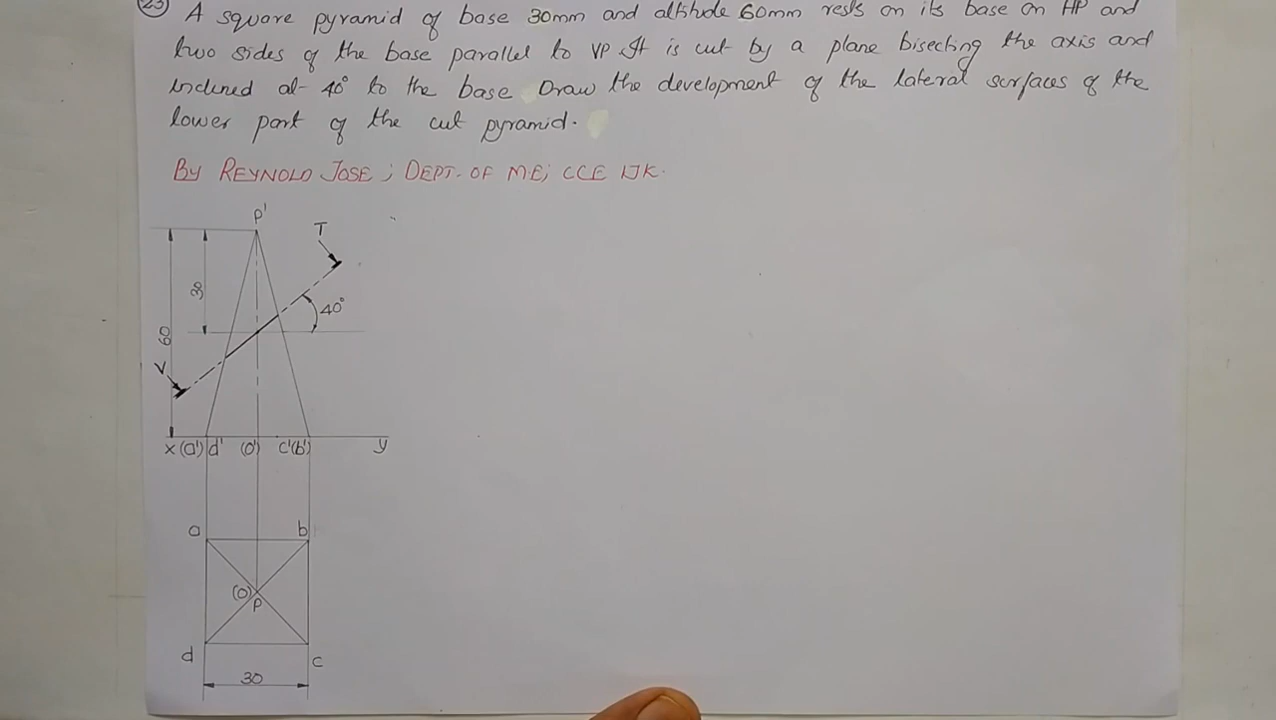 23 A square pyramid of base 30mm and altitude 60mm rests on its base on HP and
two sides of the base parallel to VP. It is cut by a plane bisecting the axis and
inclined at 40° to the base. Draw the development of the lateral surfaces of the
lower part of the cut pyramid.
By REYNOLD JOSE; DEPT. OF M.E; CCE IJK.
P'
T
30
40°
60
V
x (a') d' (o') c'(b') y
a b
(o)
P
d c
30